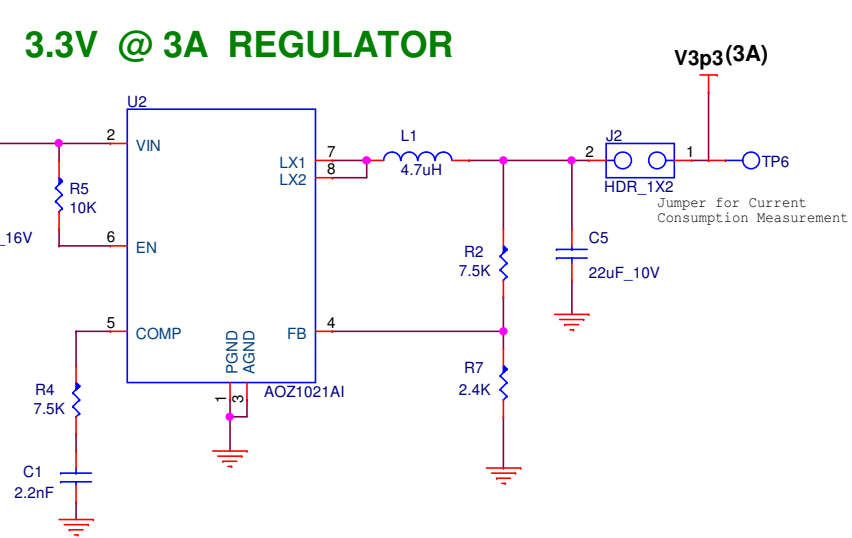 3.3V @ 3A REGULATOR
V3p3(3A)
U2
2
VIN
R5
10K
_16V
6
EN
5
COMP
R4
7.5K
C1
2.2nF
LX1
7
LX2
8
FB
4
PGND
AGND
1
3
AOZ1021AI
L1
4.7uH
R2
7.5K
R7
2.4K
C5
22uF_10V
J2
2
1
HDR_1X2
TP6
Jumper for Current
Consumption Measurement